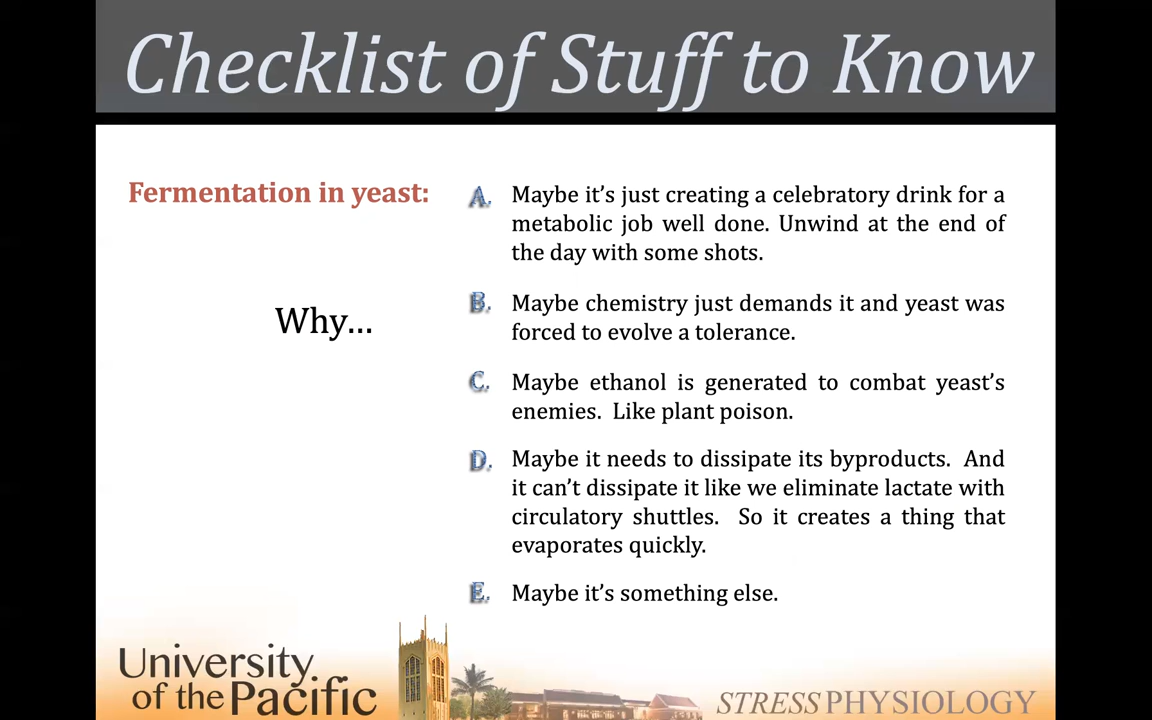 Checklist of Stuff to Know
Fermentation in yeast:
Why...
A. Maybe it's just creating a celebratory drink for a
metabolic job well done. Unwind at the end of
the day with some shots.
B. Maybe chemistry just demands it and yeast was
forced to evolve a tolerance.
C. Maybe ethanol is generated to combat yeast's
enemies. Like plant poison.
D. Maybe it needs to dissipate its byproducts. And
it can't dissipate it like we eliminate lactate with
circulatory shuttles. So it creates a thing that
evaporates quickly.
E. Maybe it's something else.
University
of the Pacific
STRESS PHYSIOLOGY